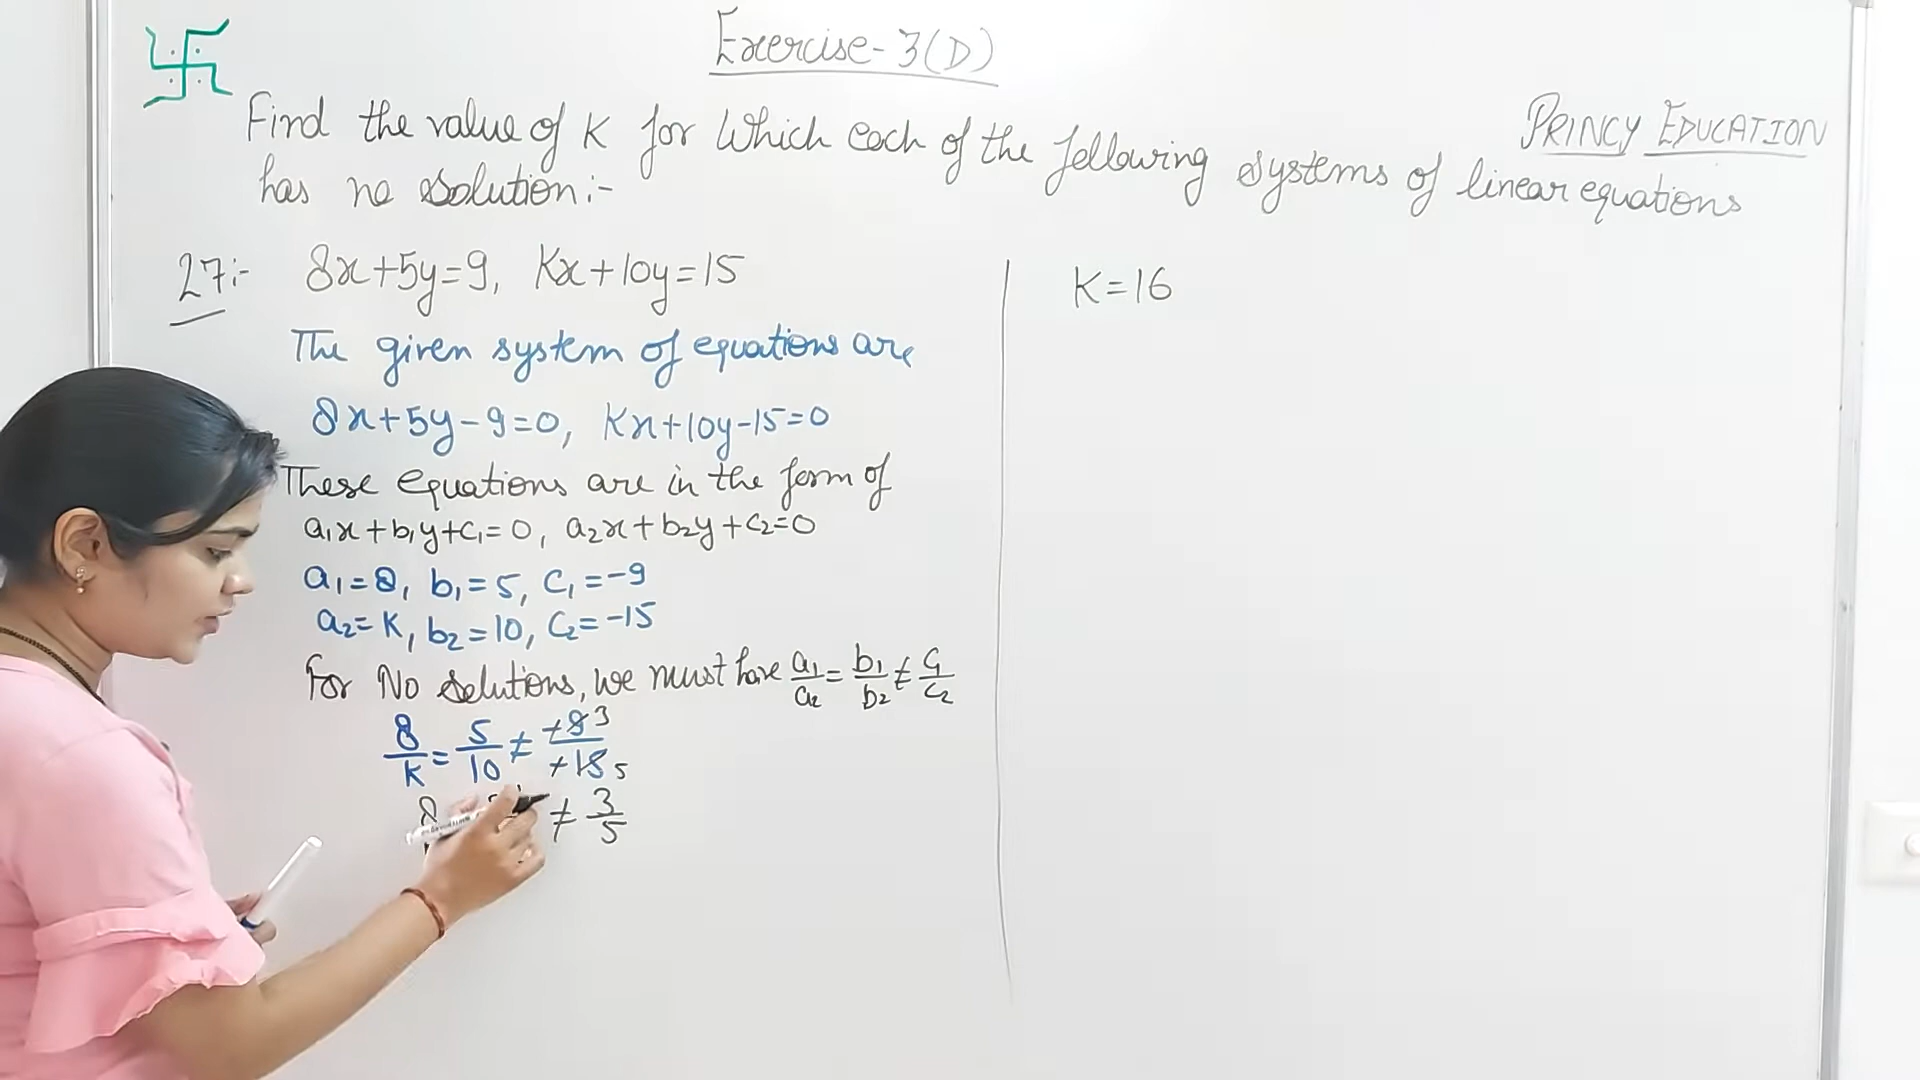 Exercise-3(D)
PRINCY EDUCATION
Find the value of K for Which each of the following systems of linear equations
has no solution:-
27:- 8x+5y=9, Kx+10y=15
The given system of equations are
8x+5y-9=0, Kx+10y-15=0
These equations are in the form of
a₁x+b₁y+c₁=0, a₂x+b₂y+c₂=0
a₁=8, b₁=5, c₁=-9
a₂=K, b₂=10, c₂=-15
For No solutions, we must have a₁/a₂ = b₁/b₂ ≠ c₁/c₂
8/K = 5/10 ≠ -9 3/-15 5
8 ≠ 3/5
K=16